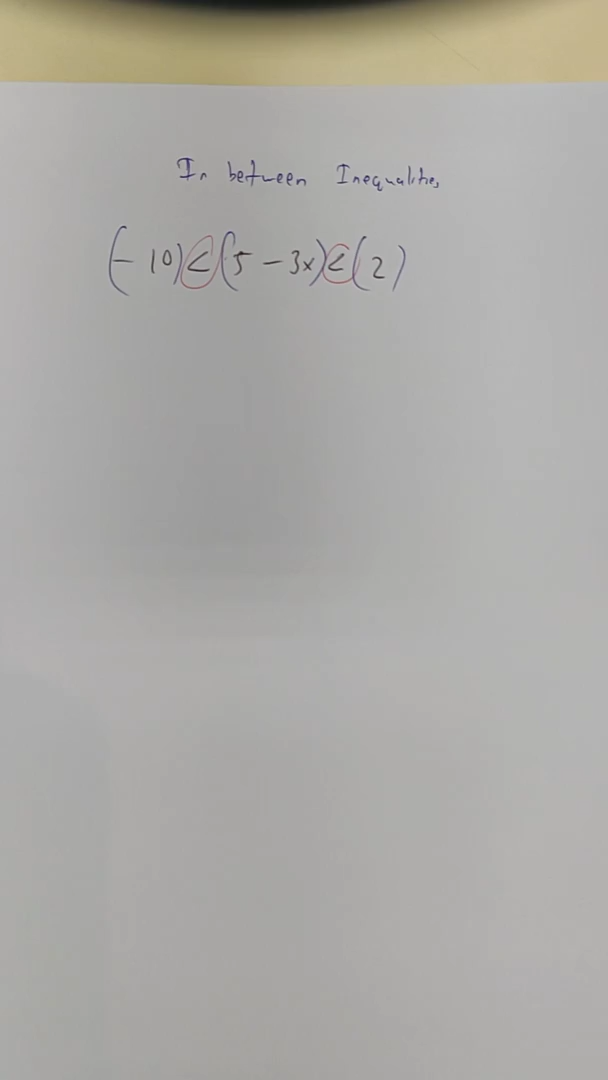 In between Inequalities
(- 10) < (5 - 3x) ≤ (2)